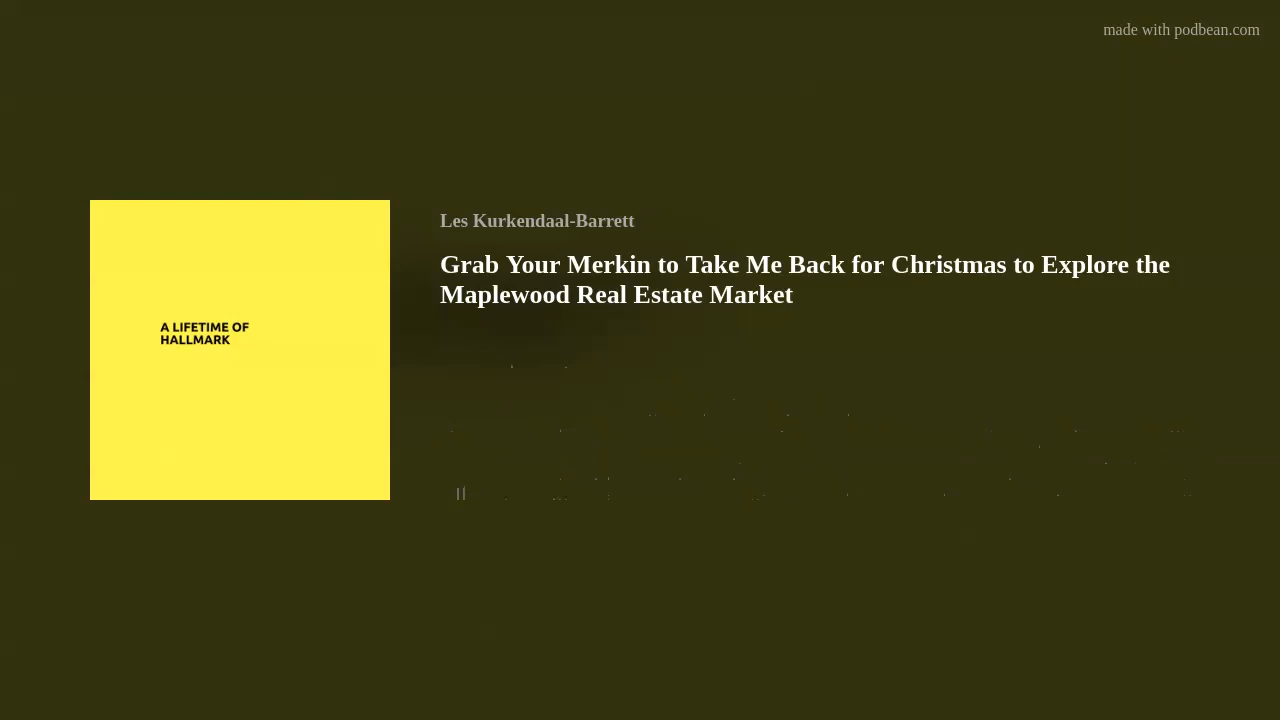 made with podbean.com
Les Kurkendaal-Barrett
Grab Your Merkin to Take Me Back for Christmas to Explore the
Maplewood Real Estate Market
A LIFETIME OF
HALLMARK